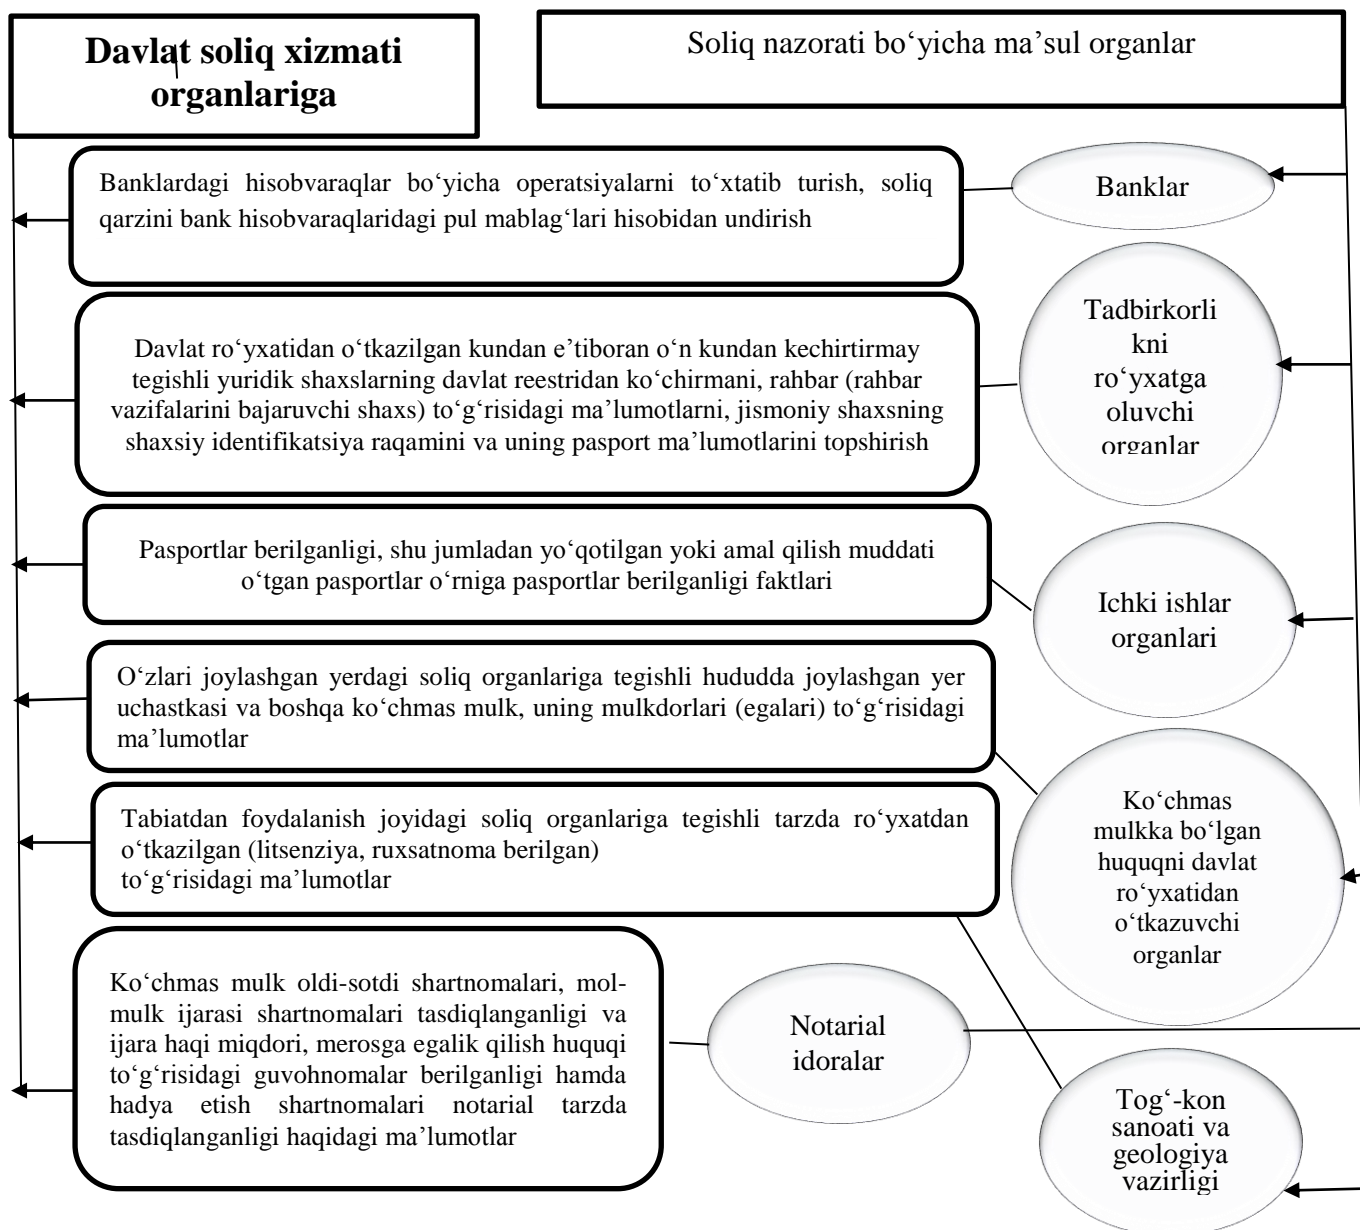 Davlat soliq xizmati
organlariga
Soliq nazorati bo‘yicha ma’sul organlar
Banklardagi hisobvaraqlar bo‘yicha operatsiyalarni to‘xtatib turish, soliq
qarzini bank hisobvaraqlaridagi pul mablag‘lari hisobidan undirish
Banklar
Davlat ro‘yxatidan o‘tkazilgan kundan e’tiboran o‘n kundan kechirtirmay
tegishli yuridik shaxslarning davlat reestridan ko‘chirmani, rahbar (rahbar
vazifalarini bajaruvchi shaxs) to‘g‘risidagi ma’lumotlarni, jismoniy shaxsning
shaxsiy identifikatsiya raqamini va uning pasport ma’lumotlarini topshirish
Tadbirkorli
kni
ro‘yxatga
oluvchi
organlar
Pasportlar berilganligi, shu jumladan yo‘qotilgan yoki amal qilish muddati
o‘tgan pasportlar o‘rniga pasportlar berilganligi faktlari
Ichki ishlar
organlari
O‘zlari joylashgan yerdagi soliq organlariga tegishli hududda joylashgan yer
uchastkasi va boshqa ko‘chmas mulk, uning mulkdorlari (egalari) to‘g‘risidagi
ma’lumotlar
Ko‘chmas
mulkka bo‘lgan
huquqni davlat
ro‘yxatidan
o‘tkazuvchi
organlar
Tabiatdan foydalanish joyidagi soliq organlariga tegishli tarzda ro‘yxatdan
o‘tkazilgan (litsenziya, ruxsatnoma berilgan)
to‘g‘risidagi ma’lumotlar
Ko‘chmas mulk oldi-sotdi shartnomalari, mol-
mulk ijarasi shartnomalari tasdiqlanganligi va
ijara haqi miqdori, merosga egalik qilish huquqi
to‘g‘risidagi guvohnomalar berilganligi hamda
hadya etish shartnomalari notarial tarzda
tasdiqlanganligi haqidagi ma’lumotlar
Notarial
idoralar
Tog‘-kon
sanoati va
geologiya
vazirligi